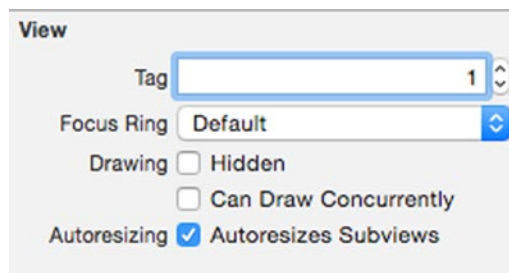 View
Tag 1
Focus Ring Default
Drawing Hidden
Can Draw Concurrently
Autoresizing Autoresizes Subviews